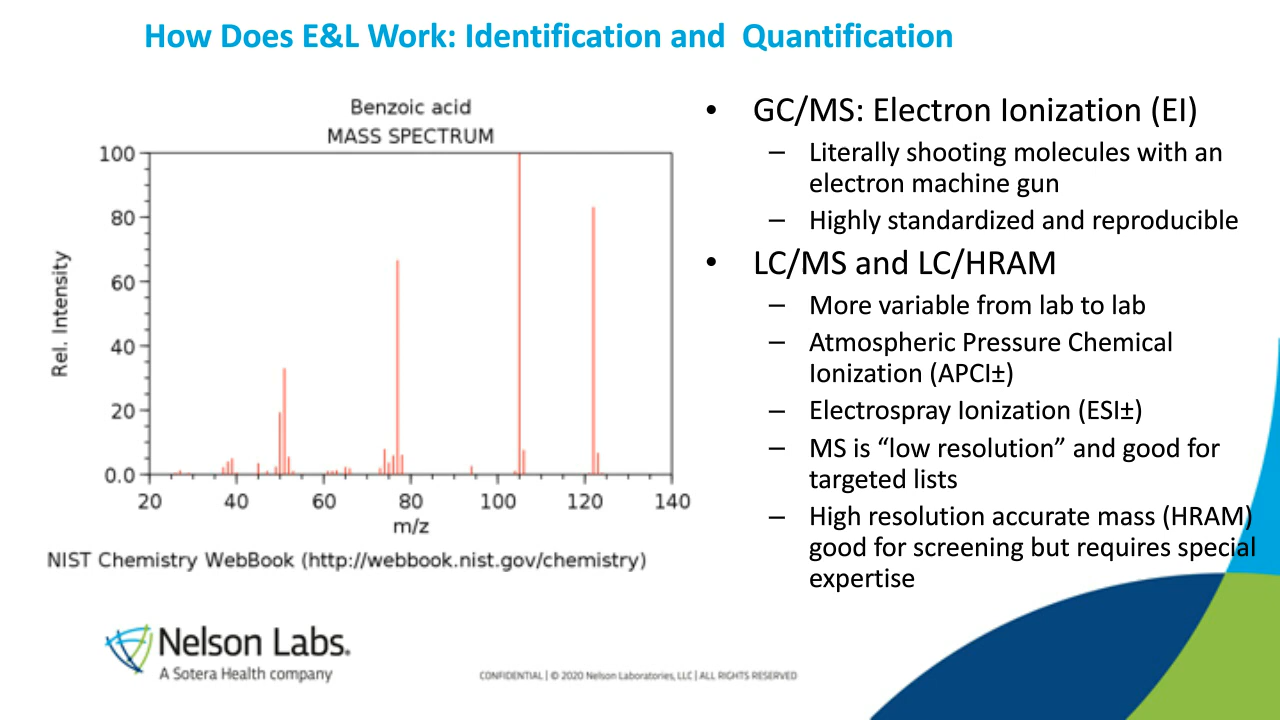 How Does E&L Work: Identification and  Quantification
Benzoic acid
MASS SPECTRUM
100
80
60
40
20
0.0
Rel. Intensity
20 40 60 80 100 120 140
m/z
NIST Chemistry WebBook (http://webbook.nist.gov/chemistry)
• GC/MS: Electron Ionization (EI)
– Literally shooting molecules with an
electron machine gun
– Highly standardized and reproducible
• LC/MS and LC/HRAM
– More variable from lab to lab
– Atmospheric Pressure Chemical
Ionization (APCI±)
– Electrospray Ionization (ESI±)
– MS is “low resolution” and good for
targeted lists
– High resolution accurate mass (HRAM)
good for screening but requires special
expertise
Nelson Labs.
A Sotera Health company
CONFIDENTIAL | © 2020 Nelson Laboratories, LLC | ALL RIGHTS RESERVED